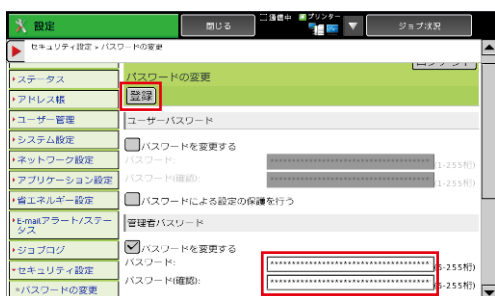 設定
閉じる
送信中
プリンター
ジョブ状況
セキュリティ設定 » パスワードの変更
ステータス
アドレス帳
ユーザー管理
システム設定
ネットワーク設定
アプリケーション設定
省エネルギー設定
E-mailアラート/ステータス
ジョブログ
セキュリティ設定
パスワードの変更
パスワードの変更
登録
ユーザーパスワード
パスワードを変更する
パスワード:
************************************
(1-255桁)
パスワード(確認):
************************************
(1-255桁)
パスワードによる設定の保護を行う
管理者パスワード
パスワードを変更する
パスワード:
************************************
(5-255桁)
パスワード(確認):
************************************
(5-255桁)